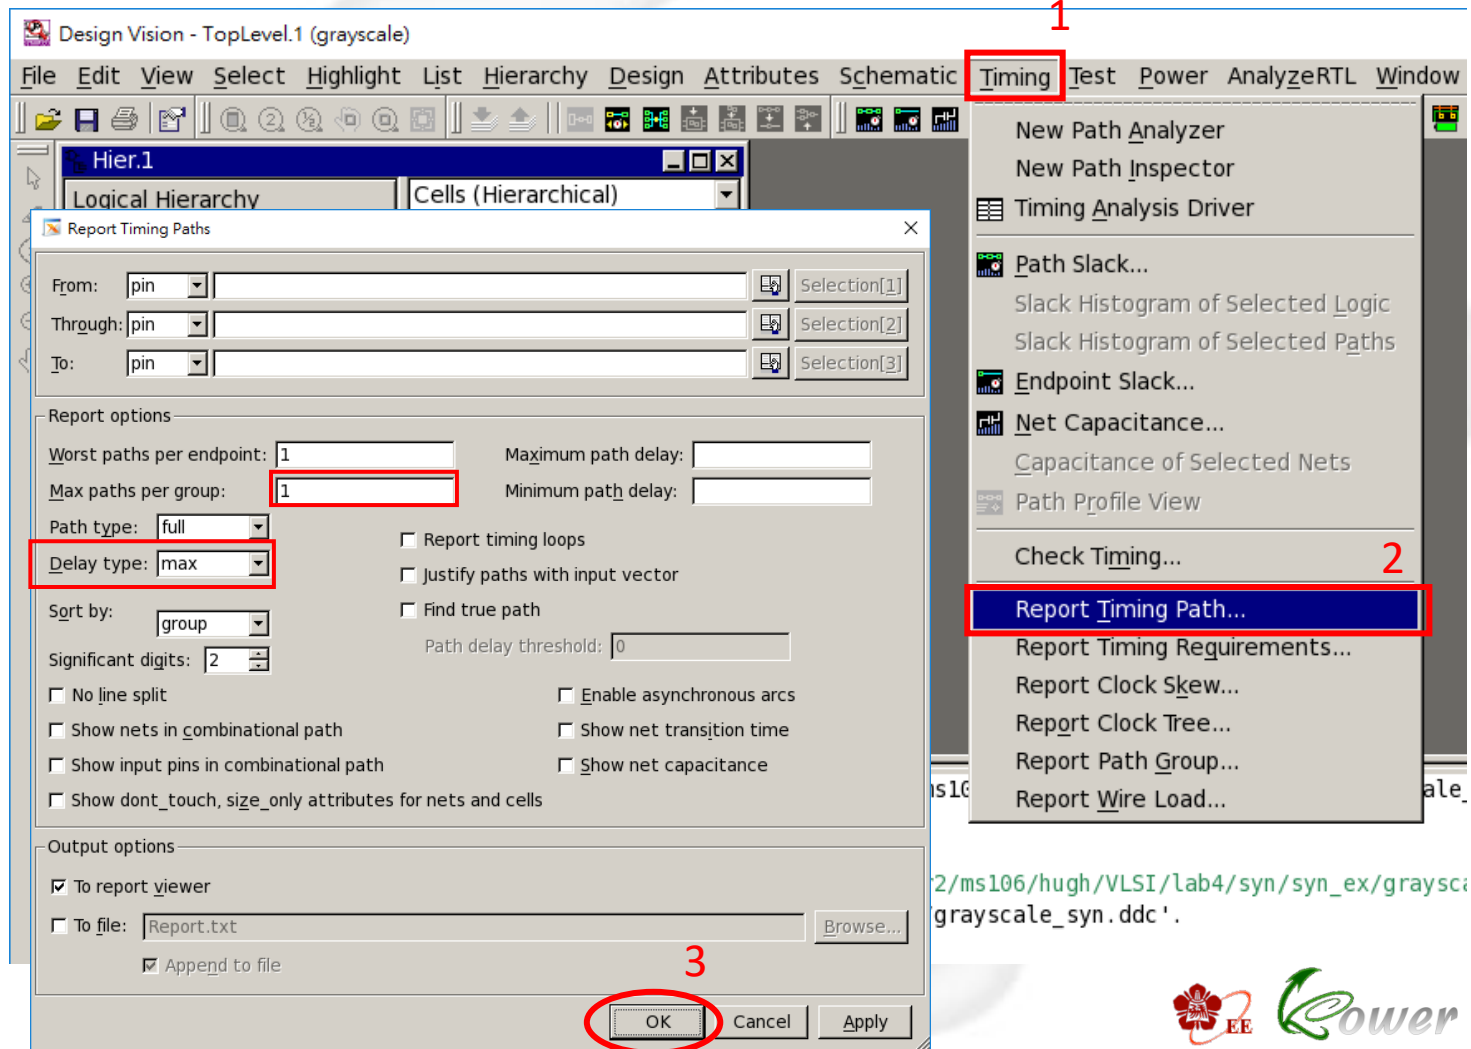 1
Design Vision - TopLevel.1 (grayscale)
File Edit View Select Highlight List Hierarchy Design Attributes Schematic Timing Test Power AnalyzeRTL Window
Hier.1
Logical Hierarchy
Cells (Hierarchical)
New Path Analyzer
New Path Inspector
Timing Analysis Driver
Path Slack...
Slack Histogram of Selected Logic
Slack Histogram of Selected Paths
Endpoint Slack...
Net Capacitance...
Capacitance of Selected Nets
Path Profile View
Check Timing...
2
Report Timing Path...
Report Timing Requirements...
Report Clock Skew...
Report Clock Tree...
Report Path Group...
Report Wire Load...
Report Timing Paths
From: pin Selection[1]
Through: pin Selection[2]
To: pin Selection[3]
Report options
Worst paths per endpoint: 1 Maximum path delay:
Max paths per group: 1 Minimum path delay:
Path type: full
Report timing loops
Delay type: max
Justify paths with input vector
Sort by: group
Find true path
Path delay threshold: 0
Significant digits: 2
No line split Enable asynchronous arcs
Show nets in combinational path Show net transition time
Show input pins in combinational path Show net capacitance
Show dont_touch, size_only attributes for nets and cells
Output options
To report viewer
To file: Report.txt Browse...
Append to file
3
OK Cancel Apply
ale_
2/ms106/hugh/VLSI/lab4/syn/syn_ex/graysca
grayscale_syn.ddc'.
EE
Power